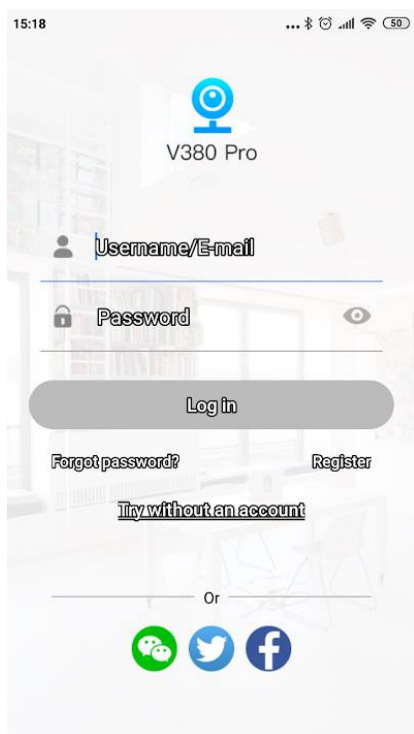 15:18
50
V380 Pro
Username/E-mail
Password
Log in
Forgot password? Register
Try without an account
Or